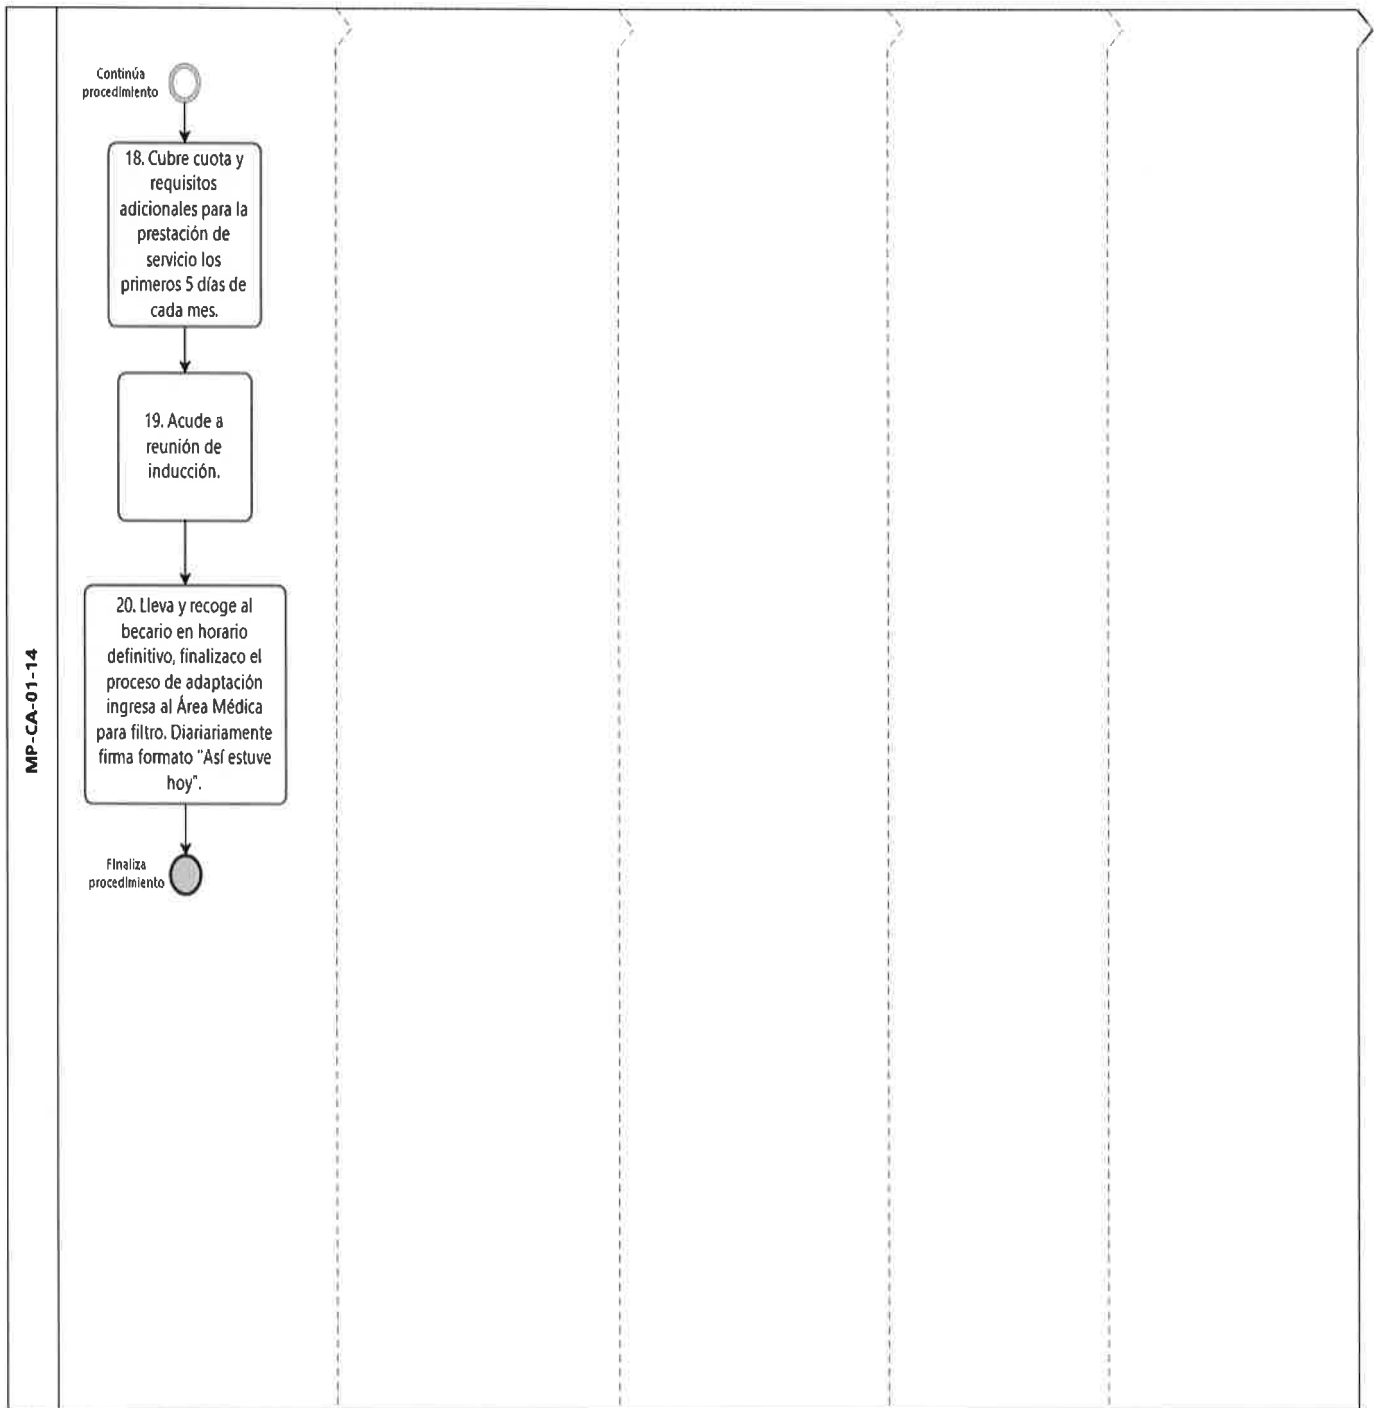 MP-CA-01-14
Continúa
procedimiento
18. Cubre cuota y
requisitos
adicionales para la
prestación de
servicio los
primeros 5 días de
cada mes.
19. Acude a
reunión de
inducción.
20. Lleva y recoge al
becario en horario
definitivo, finalizaco el
proceso de adaptación
ingresa al Área Médica
para filtro. Diariariamente
firma formato "Así estuve
hoy".
Finaliza
procedimiento